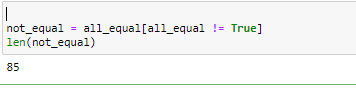 not_equal = all_equal[all_equal != True]
len(not_equal)
85